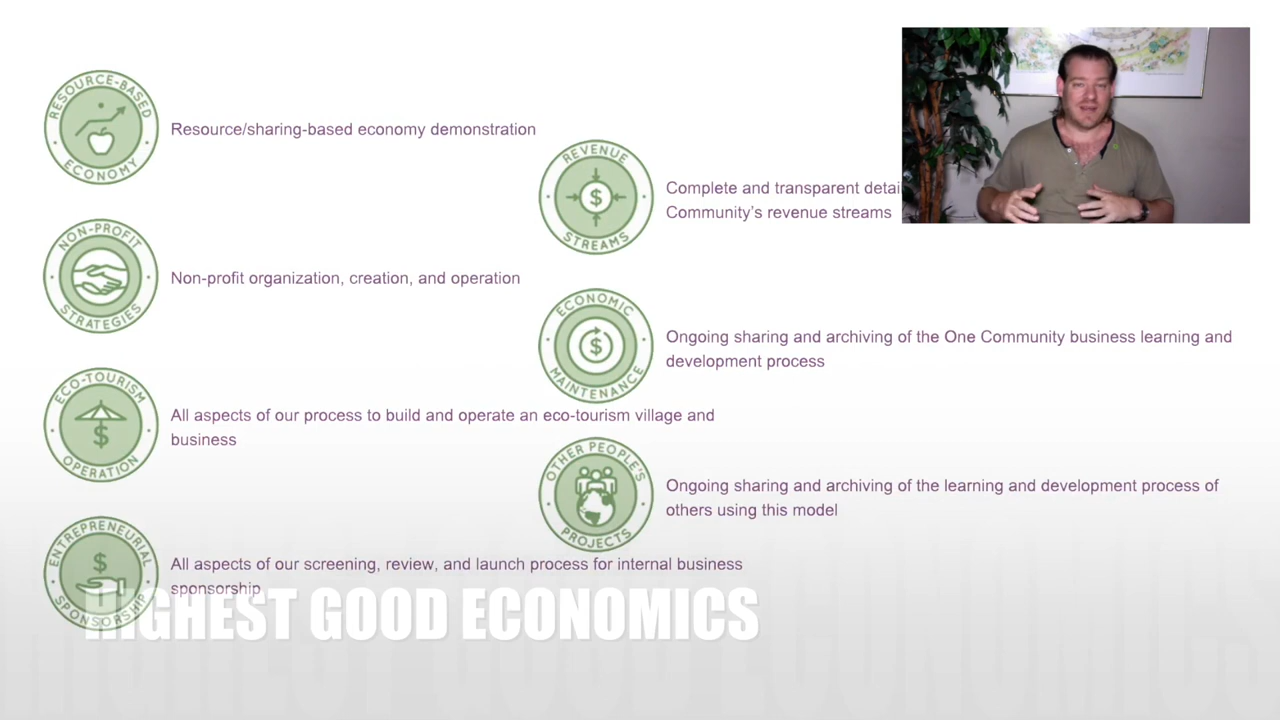 RESOURCE-BASED
ECONOMY
Resource/sharing-based economy demonstration
NON-PROFIT
STRATEGIES
Non-profit organization, creation, and operation
ECO-TOURISM
$
OPERATION
All aspects of our process to build and operate an eco-tourism village and
business
ENTREPRENEURIAL
$
SPONSORSHIP
All aspects of our screening, review, and launch process for internal business
sponsorship
REVENUE
$
STREAMS
Complete and transparent
Community’s revenue streams
ECONOMIC
$
MAINTENANCE
Ongoing sharing and archiving of the One Community business learning and
development process
OTHER PEOPLE'S
PROJECTS
Ongoing sharing and archiving of the learning and development process of
others using this model
HIGHEST GOOD ECONOMICS